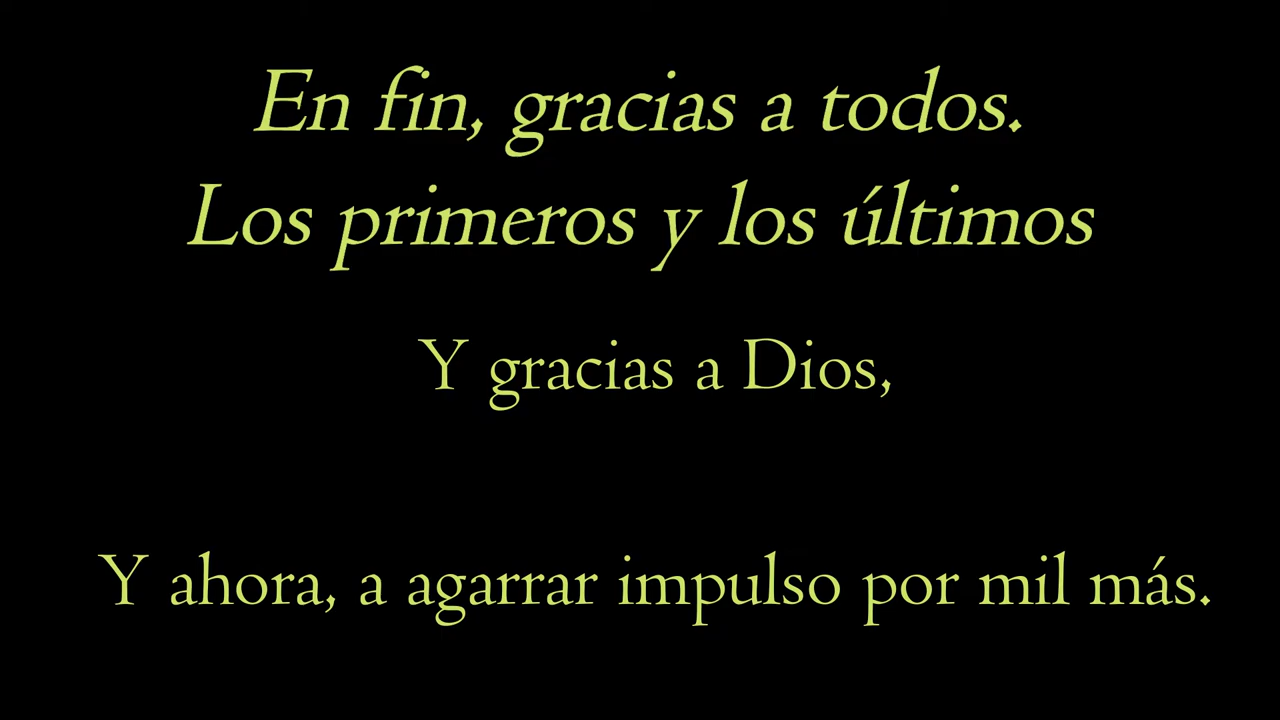 En fin, gracias a todos.
Los primeros y los últimos
Y gracias a Dios,
Y ahora, a agarrar impulso por mil más.